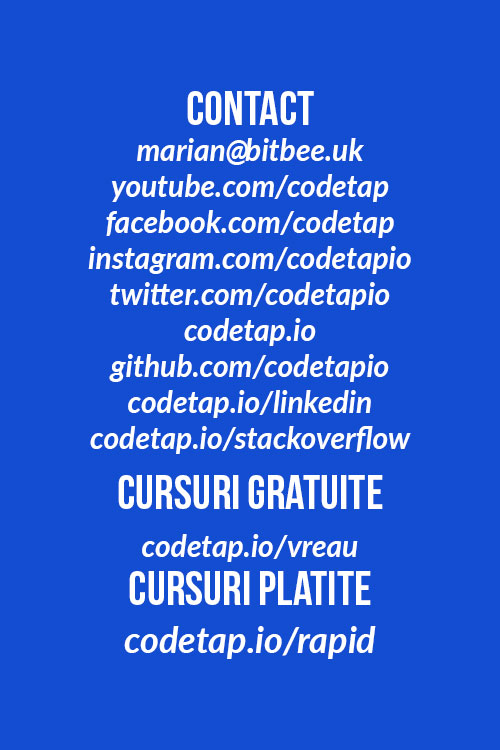 CONTACT
marian@bitbee.uk
youtube.com/codetap
facebook.com/codetap
instagram.com/codetapio
twitter.com/codetapio
codetap.io
github.com/codetapio
codetap.io/linkedin
codetap.io/stackoverflow
CURSURI GRATUITE
codetap.io/vreau
CURSURI PLATITE
codetap.io/rapid